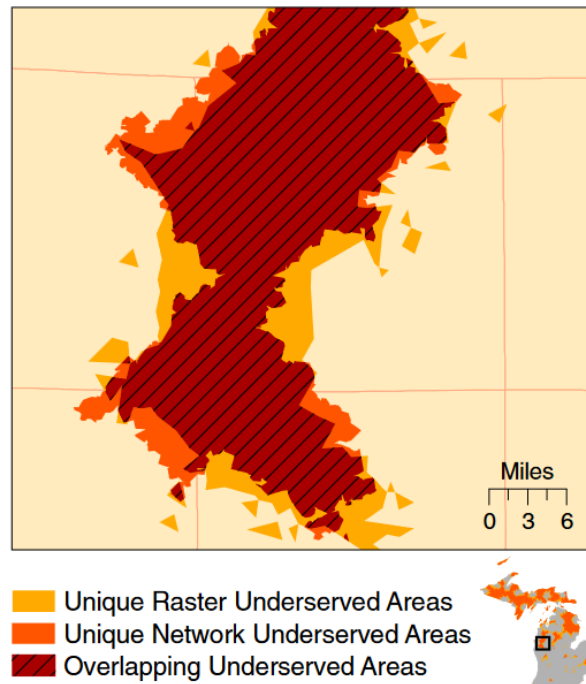 Miles
0 3 6
Unique Raster Underserved Areas
Unique Network Underserved Areas
Overlapping Underserved Areas